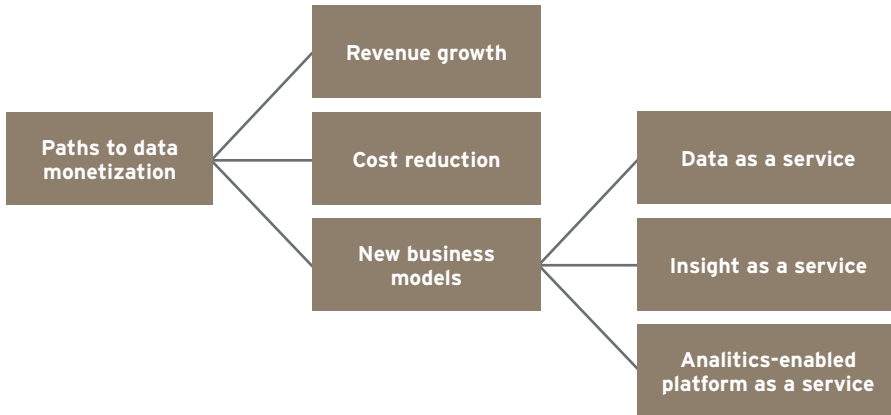 Paths to data
monetization
Revenue growth
Cost reduction
New business
models
Data as a service
Insight as a service
Analitics-enabled
platform as a service